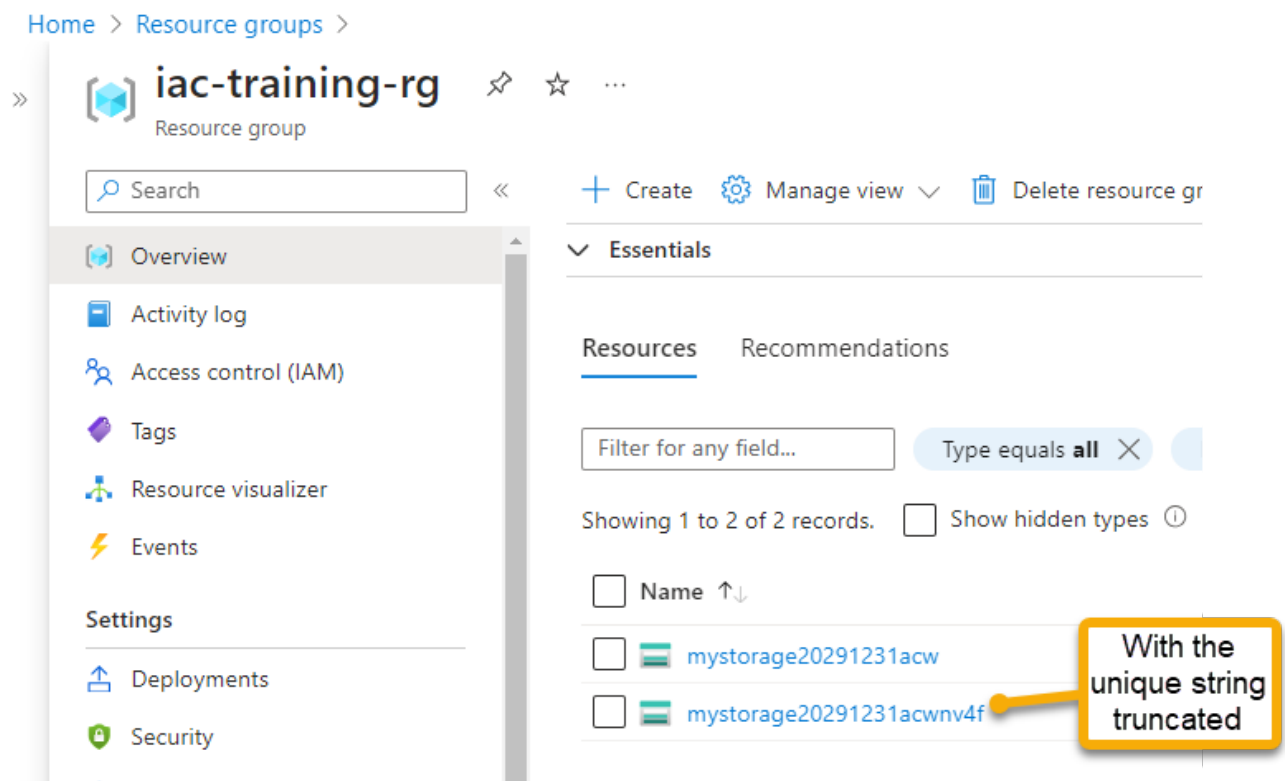 Home > Resource groups >
»
iac-training-rg
Resource group
Search
«
Overview
Activity log
Access control (IAM)
Tags
Resource visualizer
Events
Settings
Deployments
Security
Create Manage view Delete resource gr
Essentials
Resources Recommendations
Filter for any field... Type equals all
Showing 1 to 2 of 2 records. Show hidden types
Name ↑↓
mystorage20291231acw
mystorage20291231acwnv4f
With the
unique string
truncated